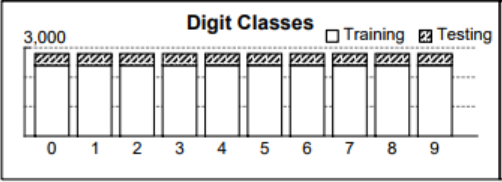 Digit Classes
3,000
Training Testing
0 1 2 3 4 5 6 7 8 9